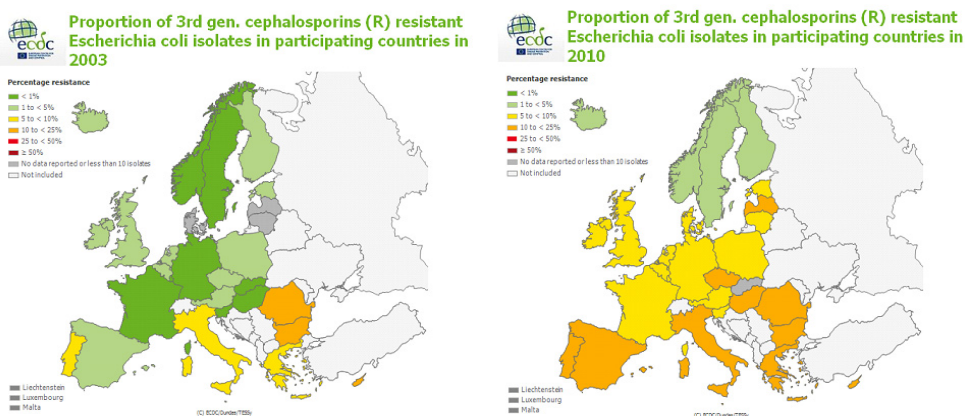 Proportion of 3rd gen. cephalosporins (R) resistant
Escherichia coli isolates in participating countries in
2003
ecdc
Percentage resistance
< 1%
1 to < 5%
5 to < 10%
10 to < 25%
25 to < 50%
≥ 50%
No data reported or less than 10 isolates
Not included
Liechtenstein
Luxembourg
Malta
Proportion of 3rd gen. cephalosporins (R) resistant
Escherichia coli isolates in participating countries in
2010
ecdc
Percentage resistance
< 1%
1 to < 5%
5 to < 10%
10 to < 25%
25 to < 50%
≥ 50%
No data reported or less than 10 isolates
Not included
Liechtenstein
Luxembourg
Malta